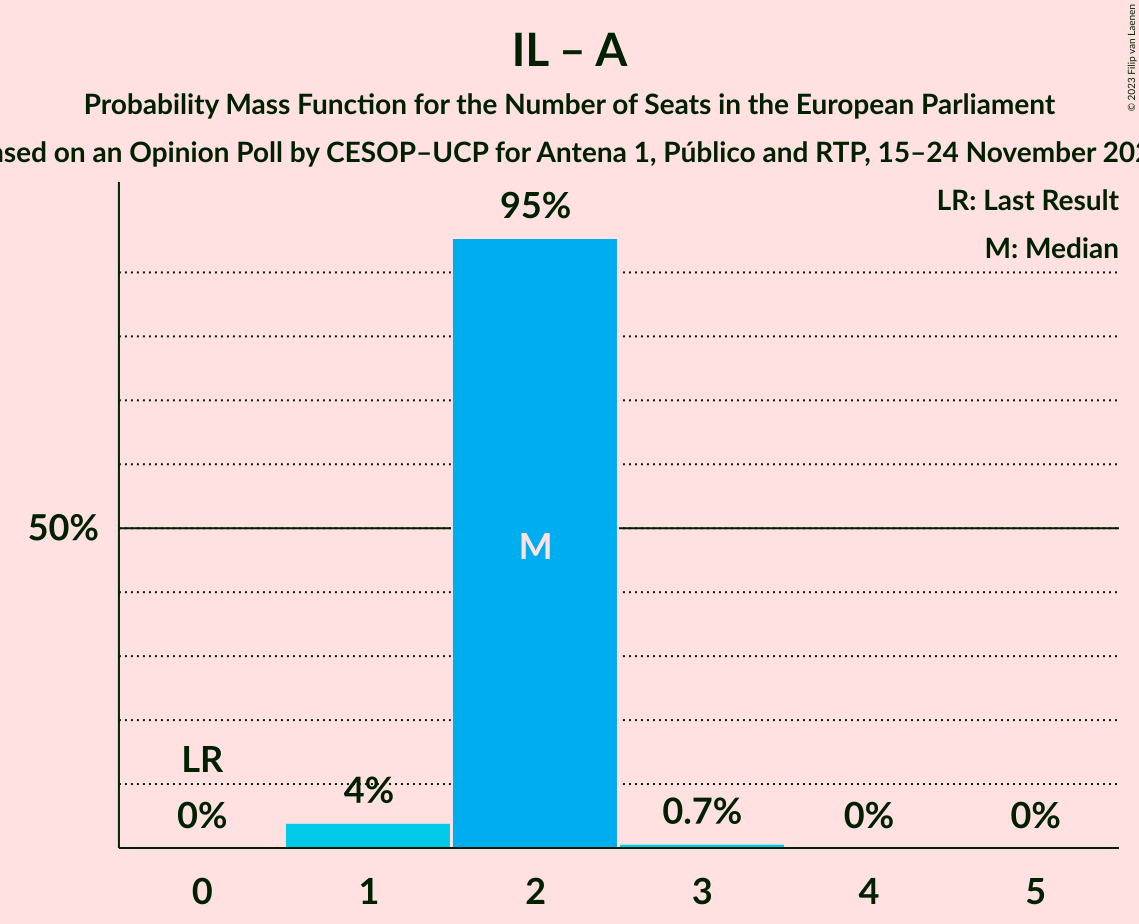 IL – A
Probability Mass Function for the Number of Seats in the European Parliament
on an Opinion Poll by CESOP–UCP for Antena 1, Público and RTP, 15–24 November
© 2023 Filip van Laenen
LR: Last Result
M: Median
95%
50%
M
LR
0%
4%
0.7%
0%
0%
0 1 2 3 4 5